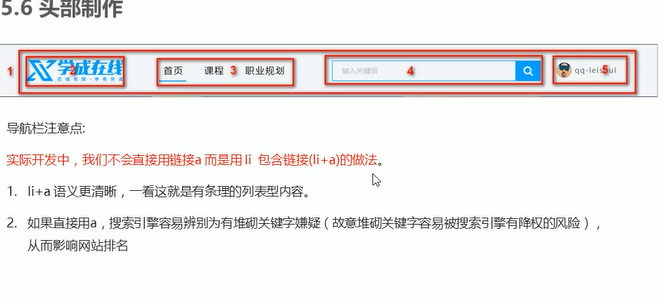 5.6 头部制作
1
2
学成在线
首页
课程
3
职业规划
输入关键词
4
qq-leishui
5
导航栏注意点:
实际开发中，我们不会直接用链接a 而是用 li 包含链接(li+a)的做法。
1. li+a 语义更清晰，一看这就是有条理的列表型内容。
2. 如果直接用a，搜索引擎容易辨别为有堆砌关键字嫌疑（故意堆砌关键字容易被搜索引擎有降权的风险），
从而影响网站排名